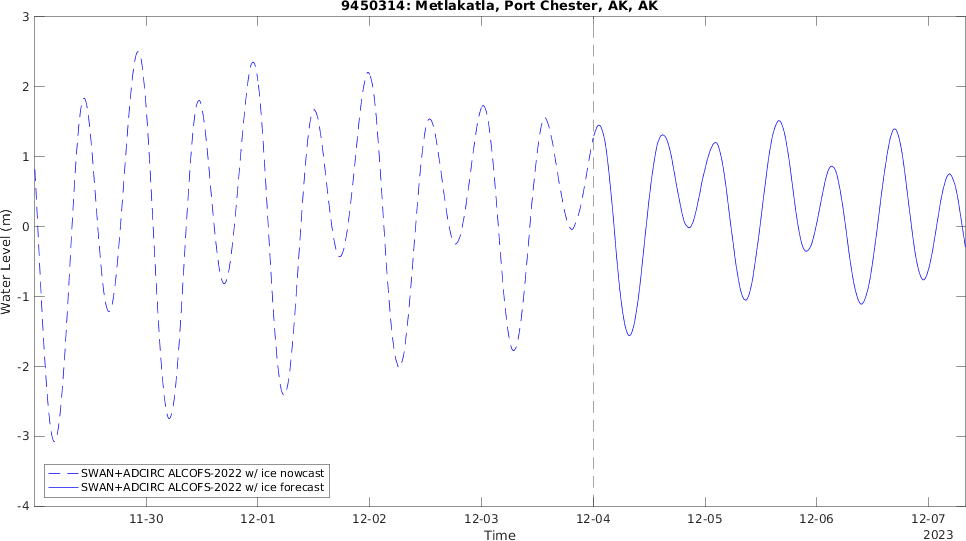 9450314: Metlakatla, Port Chester, AK, AK
3
2
1
0
-1
-2
-3
-4
Water Level (m)
SWAN+ADCIRC ALCOFS-2022 w/ ice nowcast
SWAN+ADCIRC ALCOFS-2022 w/ ice forecast
11-30 12-01 12-02 12-03 12-04 12-05 12-06 12-07
Time 2023